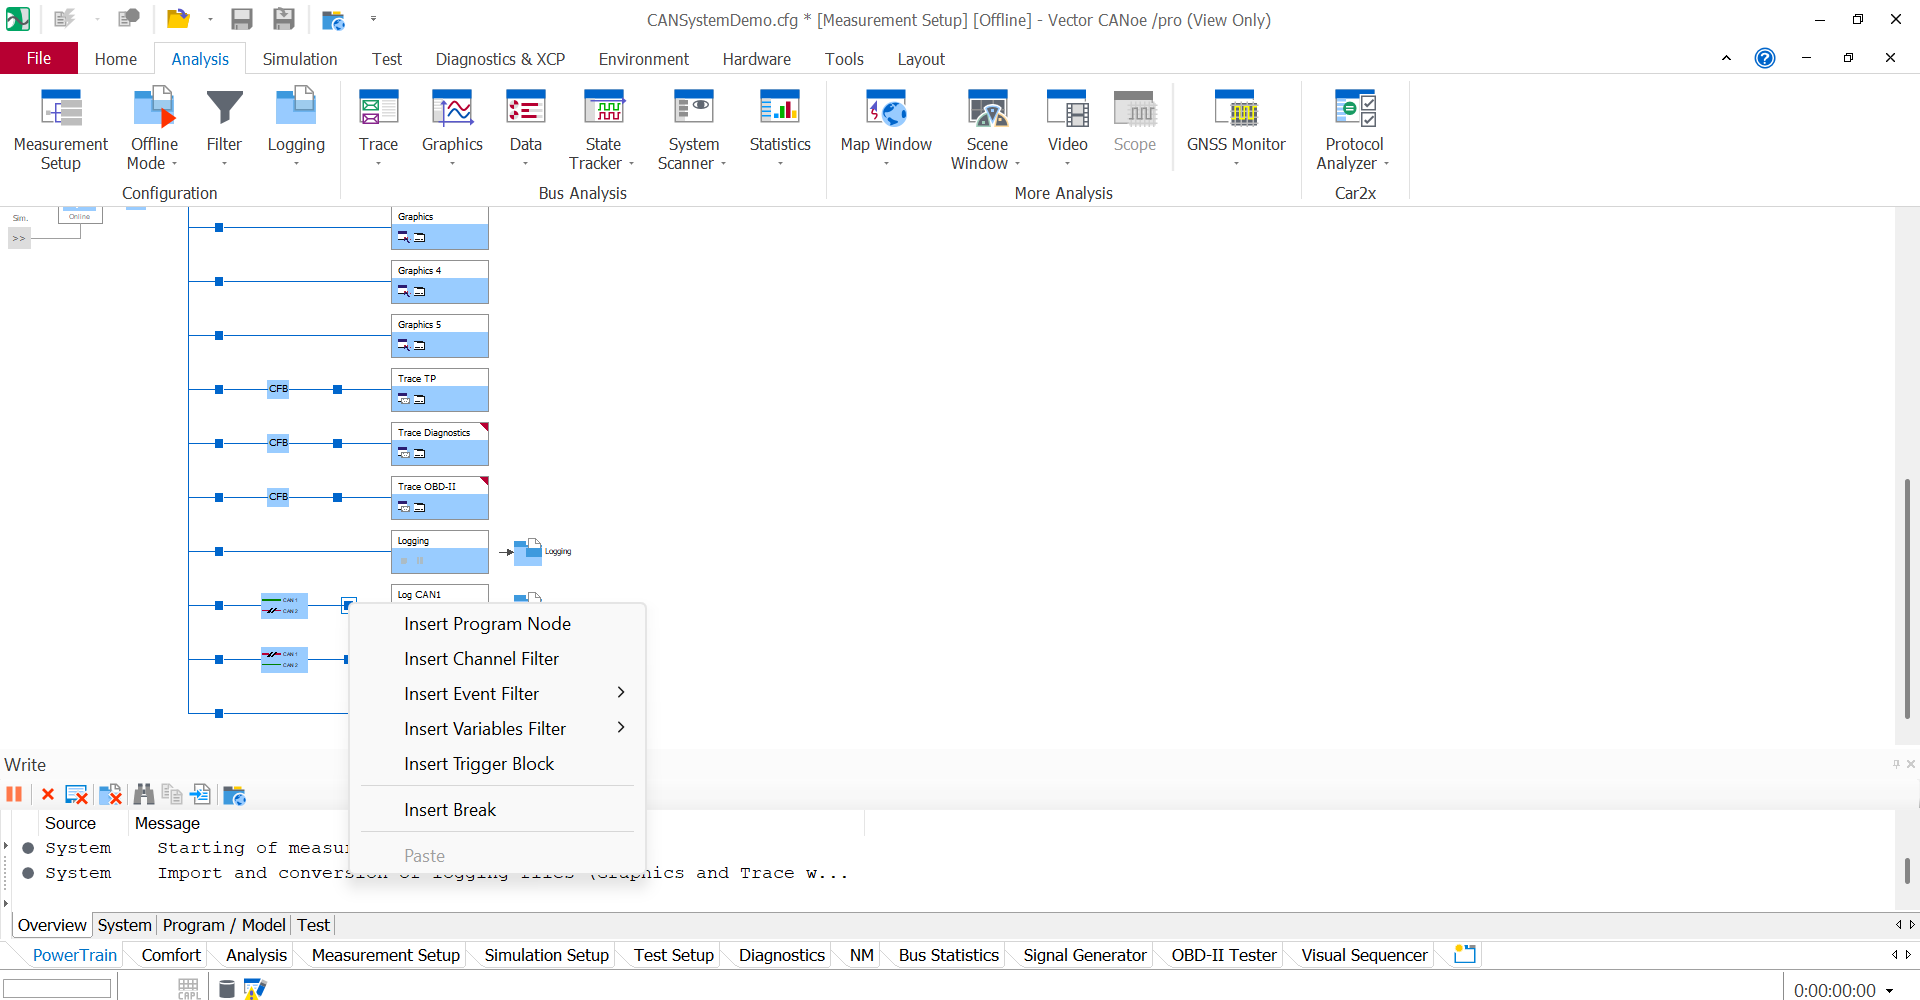 CANSystemDemo.cfg * [Measurement Setup] [Offline] - Vector CANoe /pro (View Only)
File
Home
Analysis
Simulation
Test
Diagnostics & XCP
Environment
Hardware
Tools
Layout
Measurement Setup
Offline Mode
Filter
Logging
Trace
Graphics
Data
State Tracker
System Scanner
Statistics
Map Window
Scene Window
Video
Scope
GNSS Monitor
Protocol Analyzer
Configuration
Bus Analysis
More Analysis
Car2x
Sim.
Online
>>
Graphics
Graphics 4
Graphics 5
CFB
Trace TP
CFB
Trace Diagnostics
CFB
Trace OBD-II
Logging
Logging
CAN 1
CAN 2
Log CAN1
CAN 1
CAN 2
Insert Program Node
Insert Channel Filter
Insert Event Filter
Insert Variables Filter
Insert Trigger Block
Insert Break
Paste
Write
Source Message
System Starting of measu
System Import and conversion of logging files (Graphics and Trace w...
Overview
System
Program / Model
Test
PowerTrain
Comfort
Analysis
Measurement Setup
Simulation Setup
Test Setup
Diagnostics
NM
Bus Statistics
Signal Generator
OBD-II Tester
Visual Sequencer
CAPL
0:00:00:00